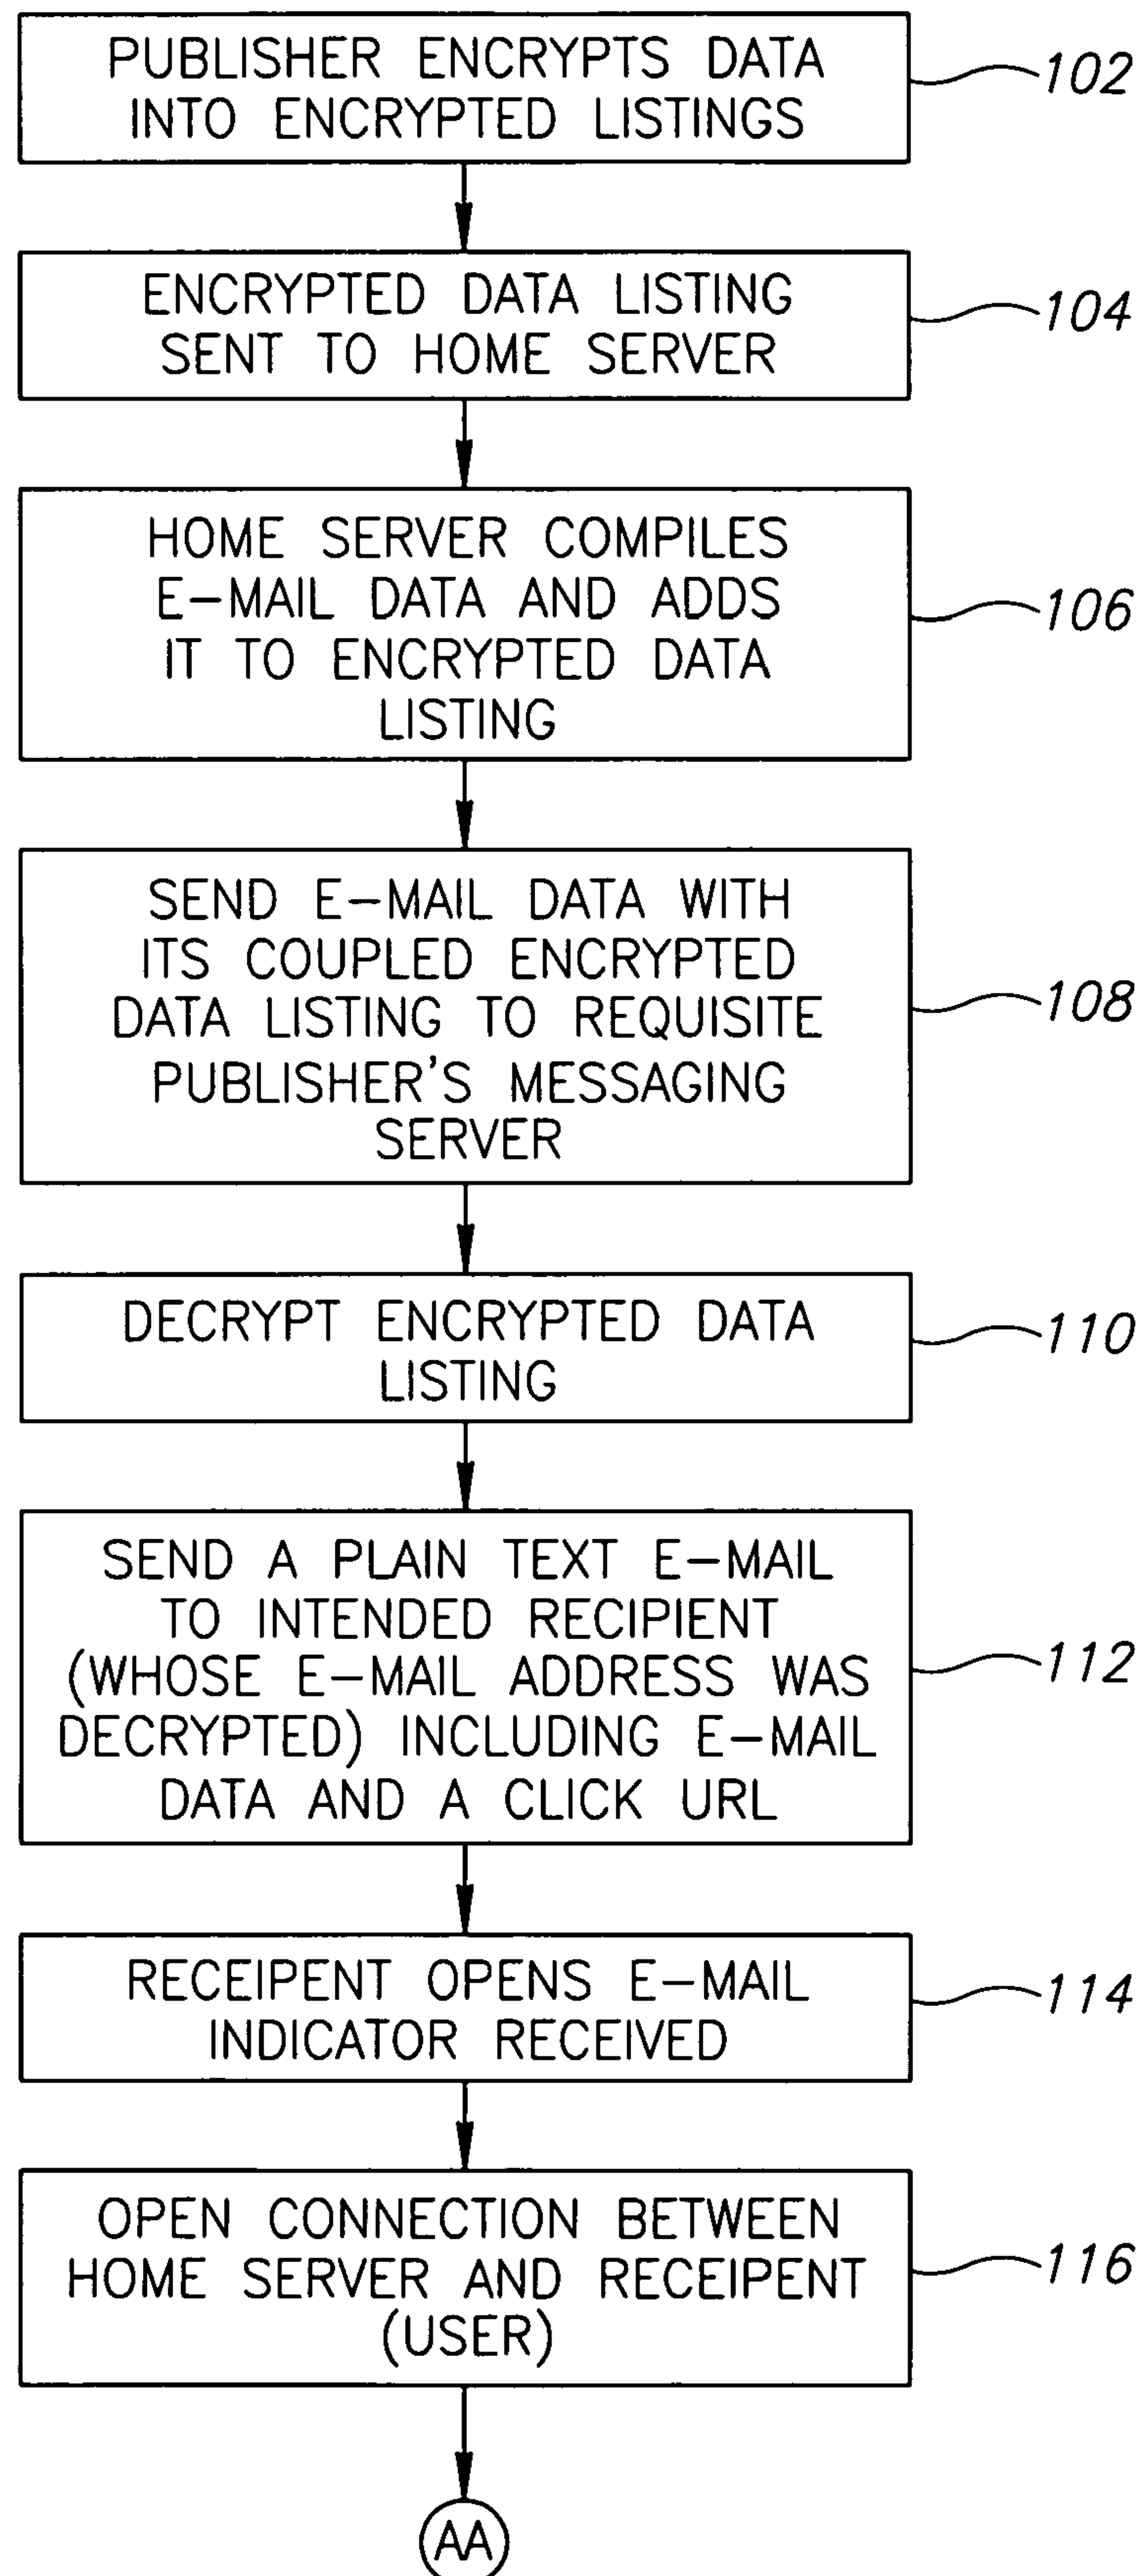 PUBLISHER ENCRYPTS DATA
INTO ENCRYPTED LISTINGS
102
ENCRYPTED DATA LISTING
SENT TO HOME SERVER
104
HOME SERVER COMPILES
E-MAIL DATA AND ADDS
IT TO ENCRYPTED DATA
LISTING
106
SEND E-MAIL DATA WITH
ITS COUPLED ENCRYPTED
DATA LISTING TO REQUISITE
PUBLISHER'S MESSAGING
SERVER
108
DECRYPT ENCRYPTED DATA
LISTING
110
SEND A PLAIN TEXT E-MAIL
TO INTENDED RECIPIENT
(WHOSE E-MAIL ADDRESS WAS
DECRYPTED) INCLUDING E-MAIL
DATA AND A CLICK URL
112
RECEIPENT OPENS E-MAIL
INDICATOR RECEIVED
114
OPEN CONNECTION BETWEEN
HOME SERVER AND RECEIPENT
(USER)
116
AA